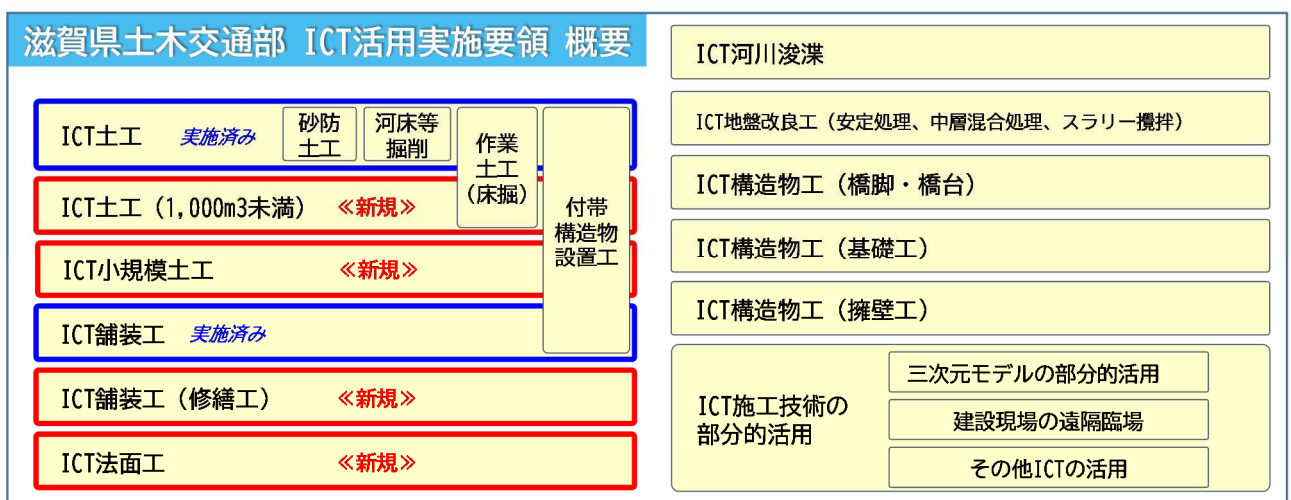 滋賀県土木交通部 ICT活用実施要領 概要
ICT土工 実施済み
砂防
土工
河床等
掘削
作業
土工
(床掘)
付帯
構造物
設置工
ICT土工(1,000m3未満) ≪新規≫
ICT小規模土工 ≪新規≫
ICT舗装工 実施済み
ICT舗装工(修繕工) ≪新規≫
ICT法面工 ≪新規≫
ICT河川浚渫
ICT地盤改良工(安定処理、中層混合処理、スラリー攪拌)
ICT構造物工(橋脚・橋台)
ICT構造物工(基礎工)
ICT構造物工(擁壁工)
ICT施工技術の
部分的活用
三次元モデルの部分的活用
建設現場の遠隔臨場
その他ICTの活用